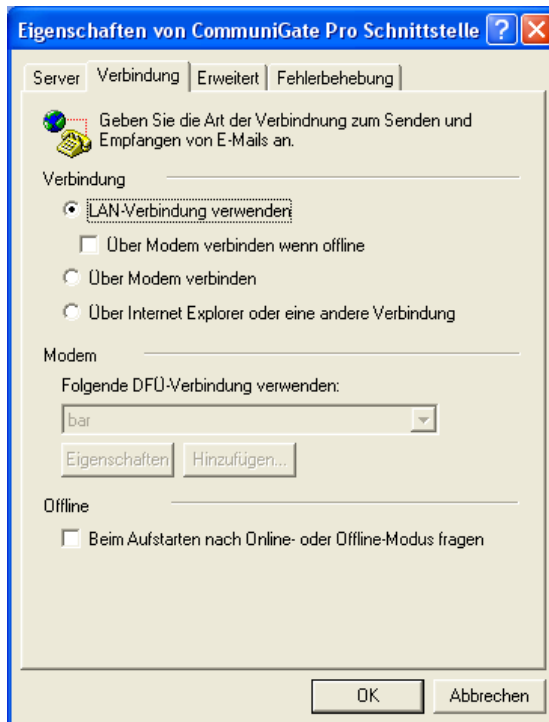 Eigenschaften von CommuniGate Pro Schnittstelle
Server Verbindung Erweitert Fehlerbehebung
Geben Sie die Art der Verbindnung zum Senden und
Empfangen von E-Mails an.
Verbindung
LAN-Verbindung verwenden
Über Modem verbinden wenn offline
Über Modem verbinden
Über Internet Explorer oder eine andere Verbindung
Modem
Folgende DFÜ-Verbindung verwenden:
bar
Eigenschaften Hinzufügen...
Offline
Beim Aufstarten nach Online- oder Offline-Modus fragen
OK Abbrechen